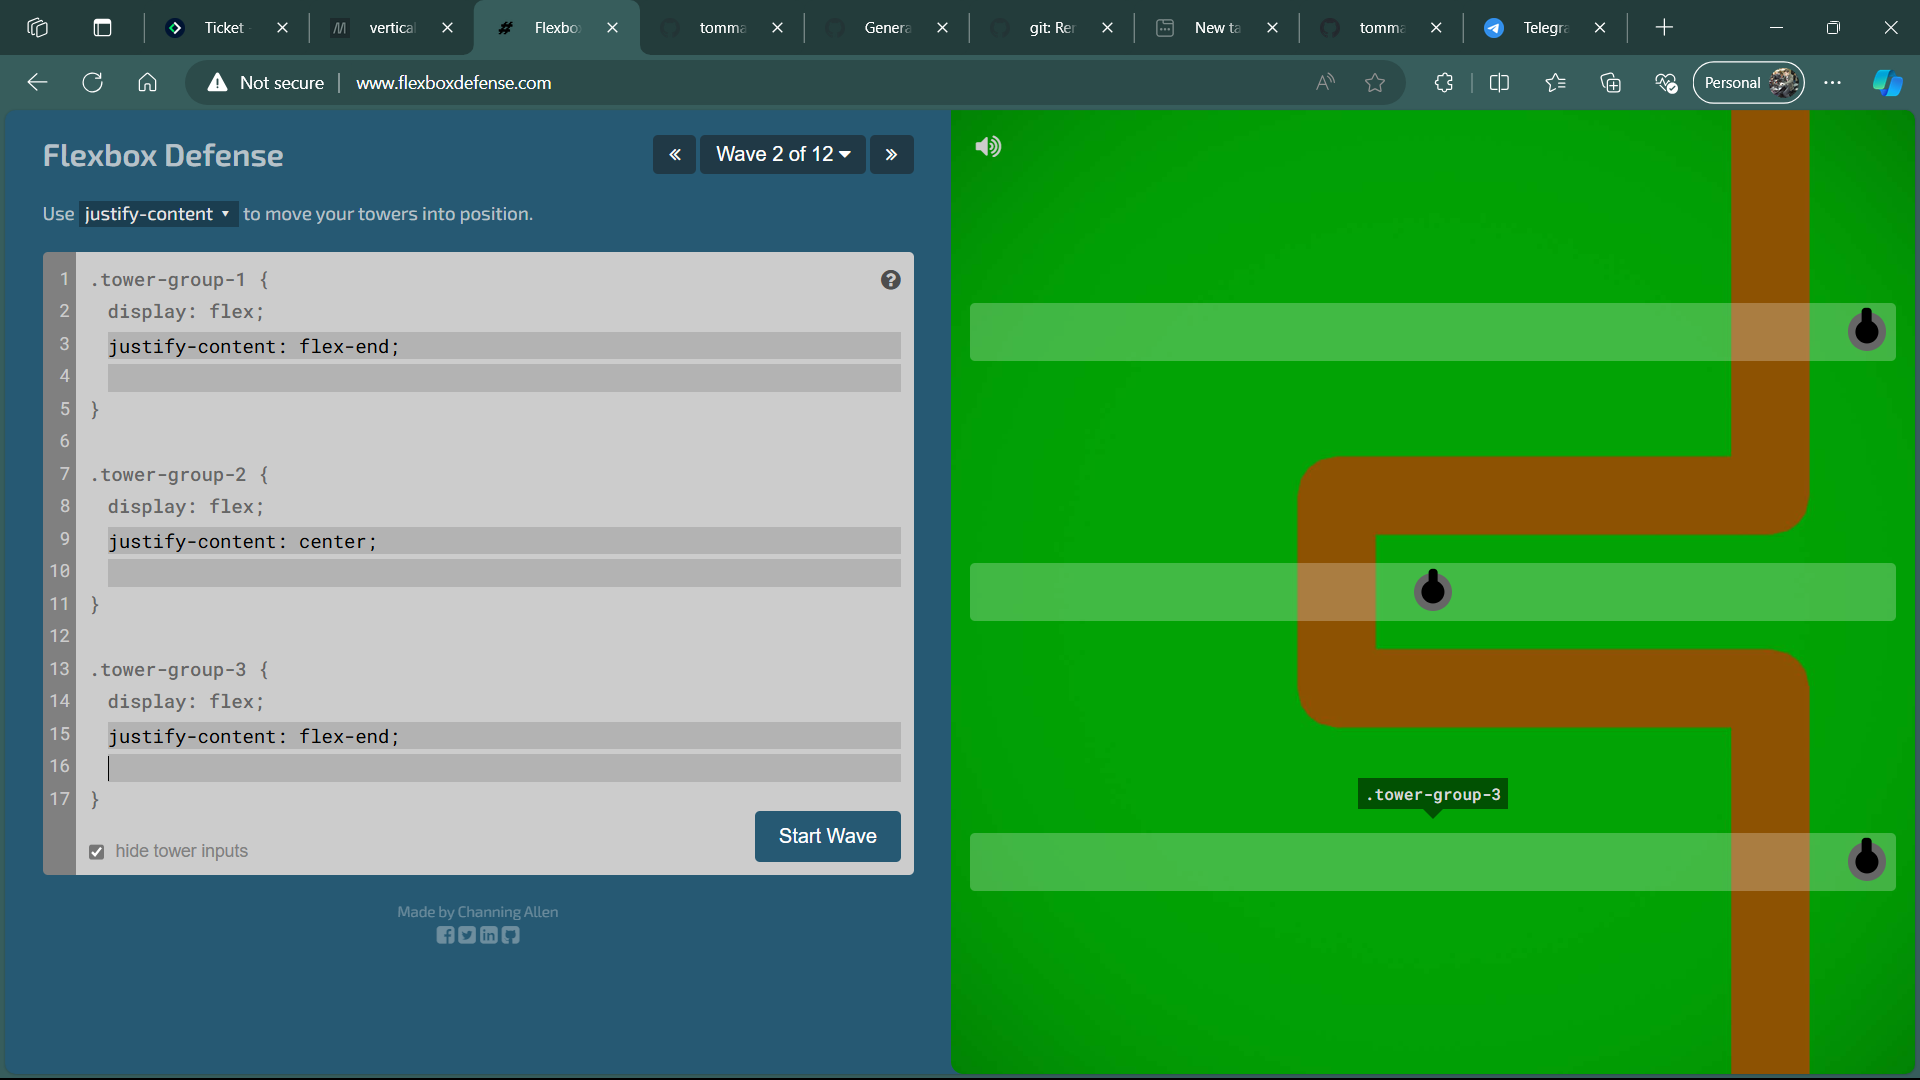 Ticket
vertical
Flexbo
tomma
Genera
git: Rer
New ta
tomma
Telegra
Not secure
www.flexboxdefense.com
Personal
Flexbox Defense
« Wave 2 of 12 »
Use justify-content to move your towers into position.
1 .tower-group-1 {
2 display: flex;
3 justify-content: flex-end;
4
5 }
6
7 .tower-group-2 {
8 display: flex;
9 justify-content: center;
10
11 }
12
13 .tower-group-3 {
14 display: flex;
15 justify-content: flex-end;
16
17 }
hide tower inputs
Start Wave
Made by Channing Allen
.tower-group-3